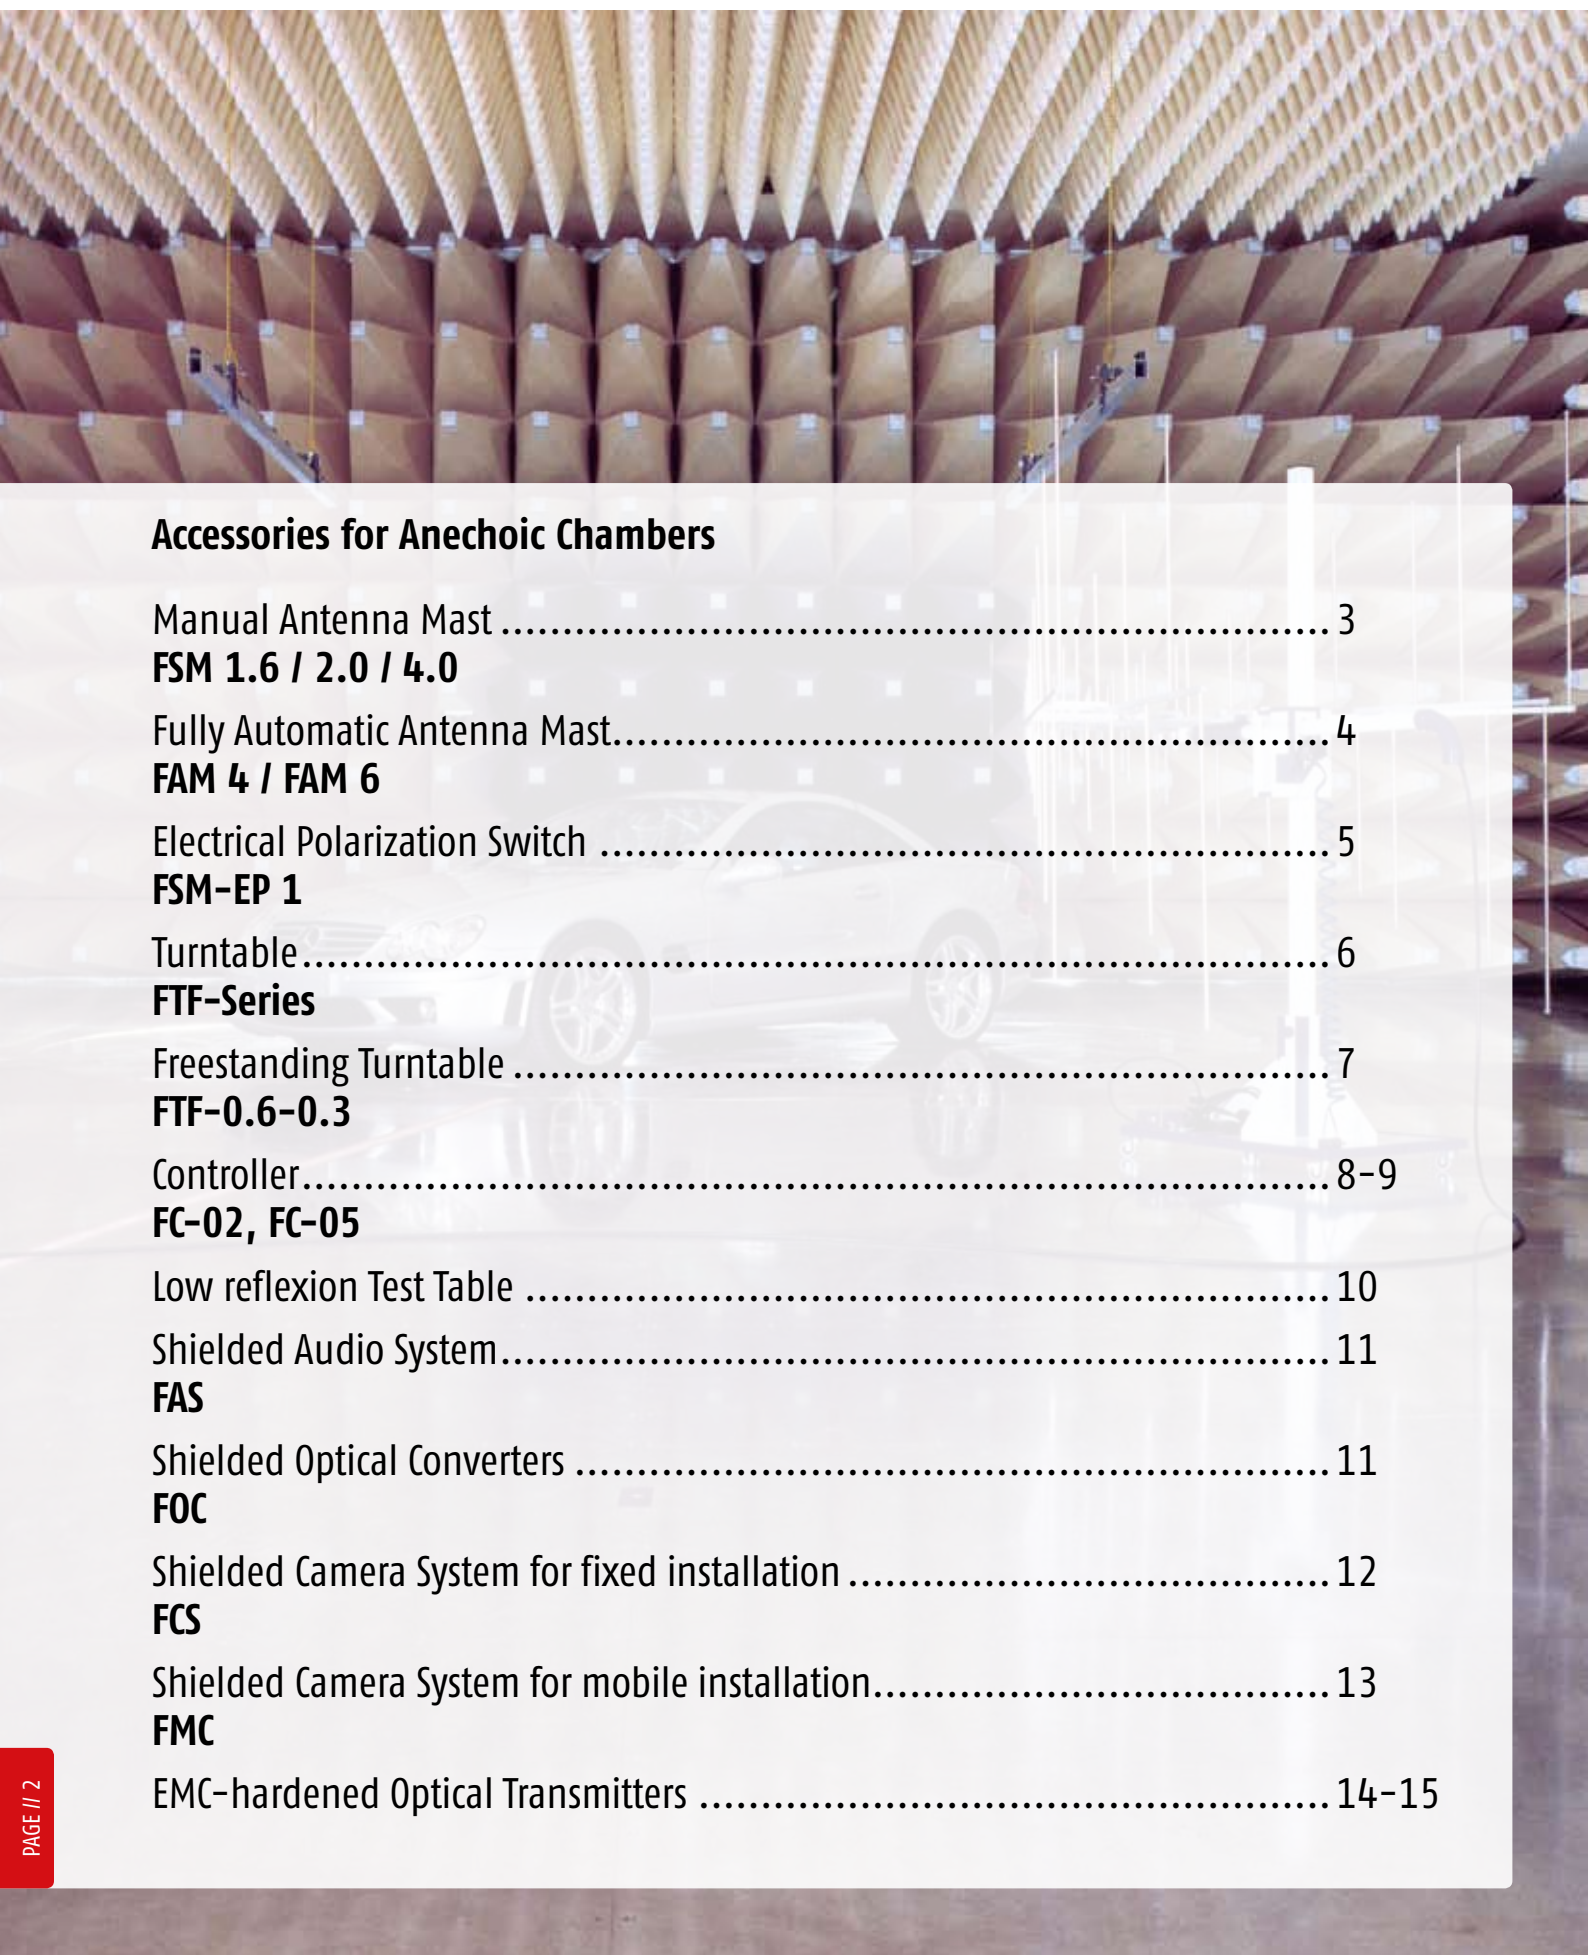 Accessories for Anechoic Chambers
Manual Antenna Mast ................................................................... 3
FSM 1.6 / 2.0 / 4.0
Fully Automatic Antenna Mast.......................................................... 4
FAM 4 / FAM 6
Electrical Polarization Switch ........................................................... 5
FSM-EP 1
Turntable................................................................................... 6
FTF-Series
Freestanding Turntable .................................................................. 7
FTF-0.6-0.3
Controller................................................................................... 8-9
FC-02, FC-05
Low reflexion Test Table ................................................................. 10
Shielded Audio System................................................................... 11
FAS
Shielded Optical Converters ............................................................. 11
FOC
Shielded Camera System for fixed installation ....................................... 12
FCS
Shielded Camera System for mobile installation..................................... 13
FMC
EMC-hardened Optical Transmitters ................................................... 14-15
PAGE // 2